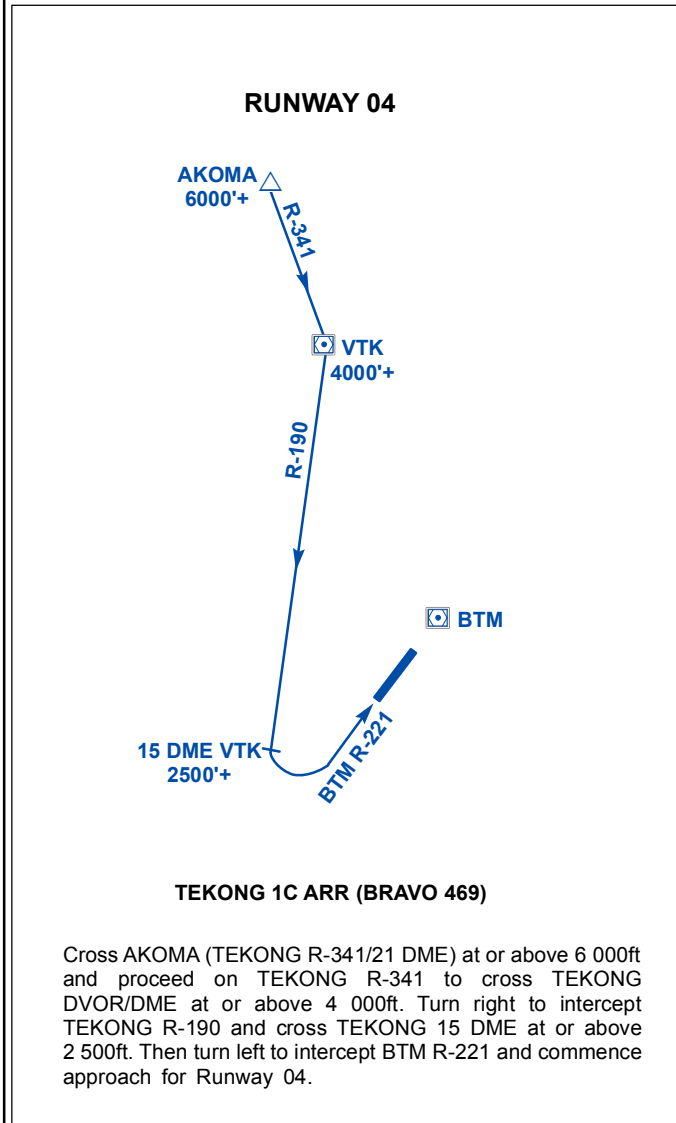 RUNWAY 04
AKOMA
6000'+
R-341
VTK
4000'+
R-190
BTM
15 DME VTK
2500'+
BTM R-221
TEKONG 1C ARR (BRAVO 469)
Cross AKOMA (TEKONG R-341/21 DME) at or above 6 000ft
and proceed on TEKONG R-341 to cross TEKONG
DVOR/DME at or above 4 000ft. Turn right to intercept
TEKONG R-190 and cross TEKONG 15 DME at or above
2 500ft. Then turn left to intercept BTM R-221 and commence
approach for Runway 04.